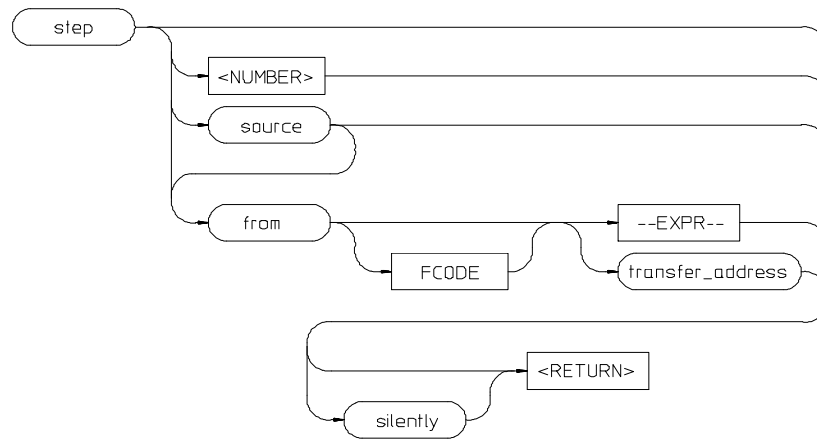 step
<NUMBER>
source
from
--EXPR--
FCODE
transfer_address
<RETURN>
silently